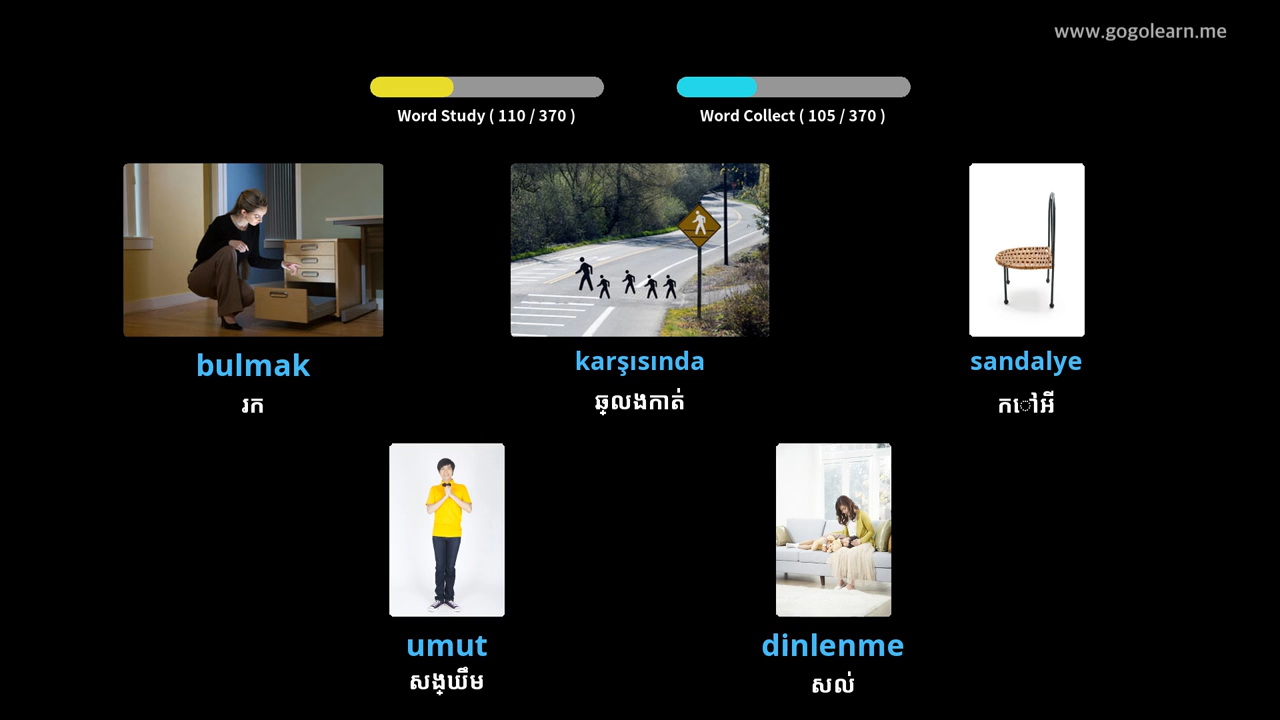 www.gogolearn.me
Word Study ( 110 / 370 )
Word Collect ( 105 / 370 )
bulmak
រក
karşısında
ឆ្លងកាត់
sandalye
កៅអី
umut
សង្ឃឹម
dinlenme
សល់